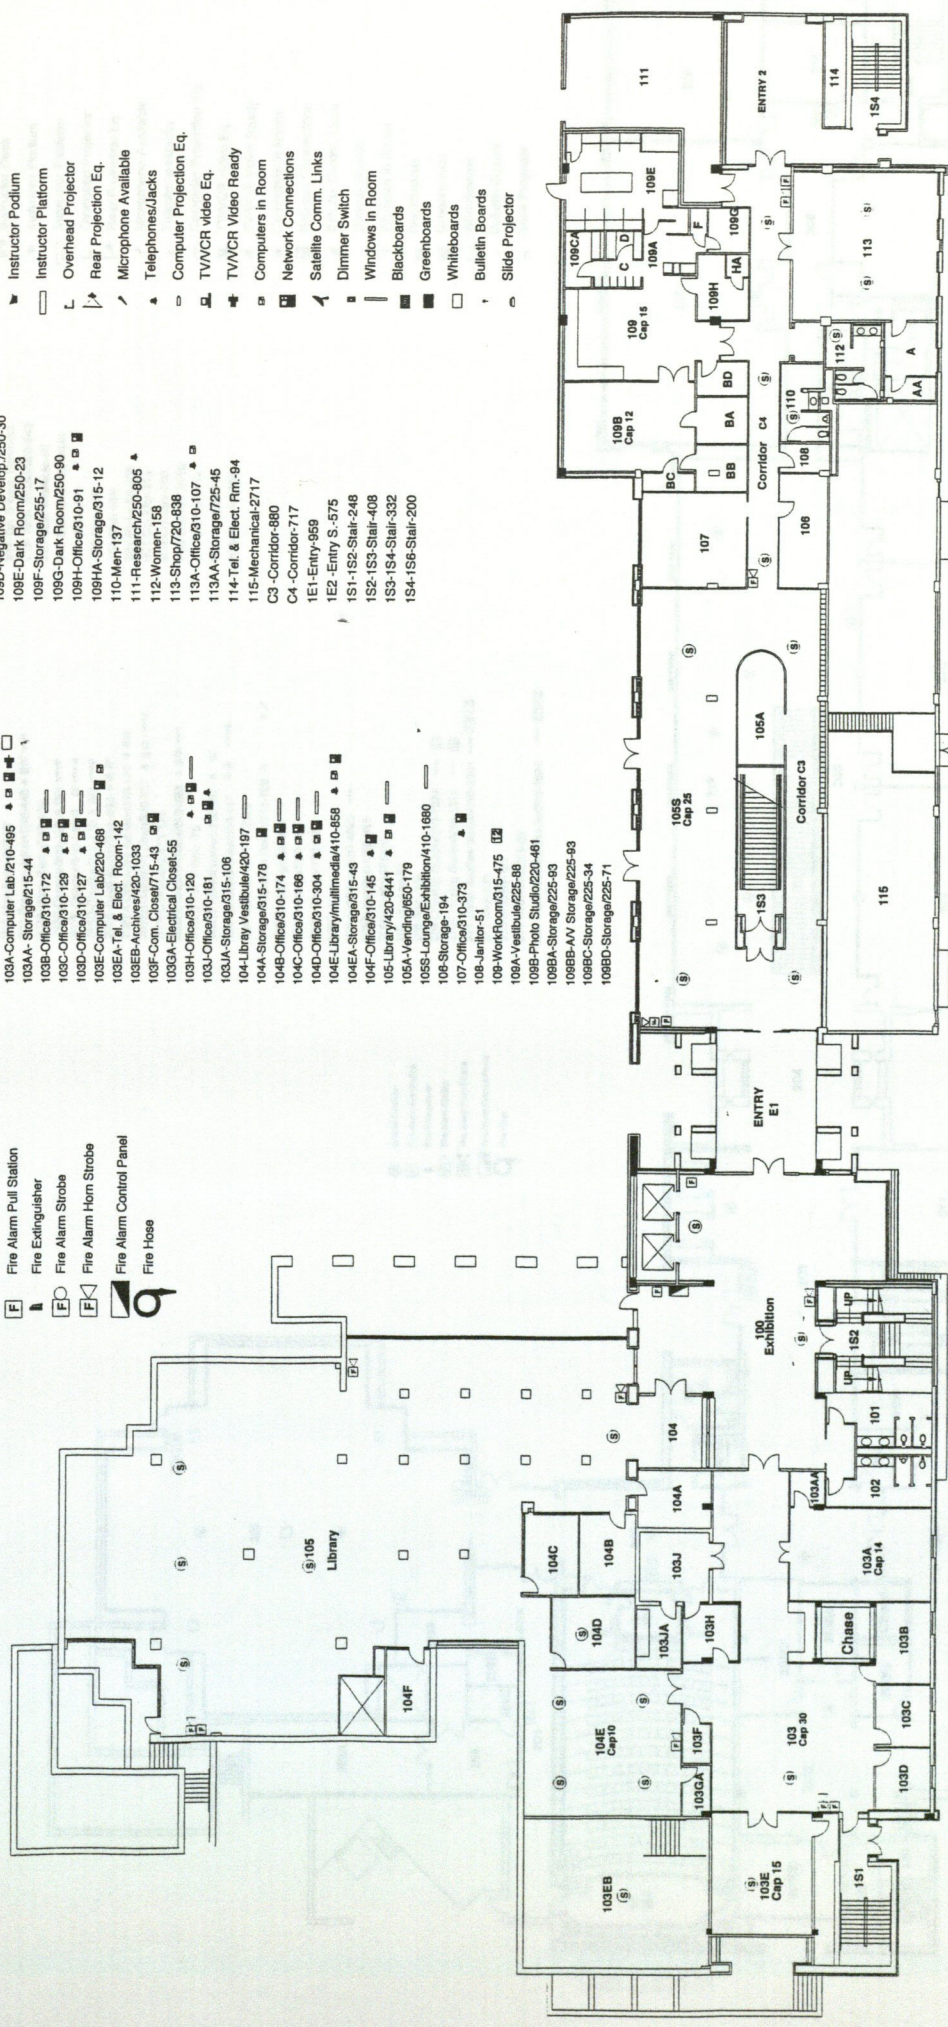 Fire Alarm Pull Station
Fire Extinguisher
Fire Alarm Strobe
Fire Alarm Horn Strobe
Fire Alarm Control Panel
Fire Hose
103A-Computer Lab./210-495
103AA- Storage/215-44
103B-Office/310-172
103C-Office/310-129
103D-Office/310-127
103E-Computer Lab/220-468
103EA-Tel. & Elect. Room-142
103EB-Archives/420-1033
103F-Com. Closet/715-43
103GA-Electrical Closet-55
103H-Office/310-120
103J-Office/310-181
103JA-Storage/315-106
104-Libray Vestibule/420-197
104A-Storage/315-178
104B-Office/310-174
104C-Office/310-166
104D-Office/310-304
104E-Library/multimedia/410-858
104EA-Storage/315-43
104F-Office/310-145
105-Library/420-6441
105A-Vending/650-179
105S-Lounge/Exhibition/410-1680
106-Storage-194
107-Office/310-373
108-Janitor-51
109-WorkRoom/315-475 12
109A-Vestibule/225-88
109B-Photo Studio/220-461
109BA-Storage/225-93
109BB-A/V Storage/225-93
109BC-Storage/225-34
109BD-Storage/225-71
109D-Negative Develop./250-30
109E-Dark Room/250-23
109F-Storage/255-17
109G-Dark Room/250-90
109H-Office/310-91
109HA-Storage/315-12
110-Men-137
111-Research/250-805
112-Women-158
113-Shop/720-838
113A-Office/310-107
113AA-Storage/725-45
114-Tel. & Elect. Rm.-94
115-Mechanical-2717
C3 -Corridor-880
C4 -Corridor-717
1E1-Entry-959
1E2 -Entry S.-575
1S1-1S2-Stair-248
1S2-1S3-Stair-408
1S3-1S4-Stair-332
1S4-1S6-Stair-200
Instructor Podium
Instructor Platform
Overhead Projector
Rear Projection Eq.
Microphone Available
Telephones/Jacks
Computer Projection Eq.
TV/VCR video Eq.
TV/VCR Video Ready
Computers in Room
Network Connections
Satellite Comm. Links
Dimmer Switch
Windows in Room
Blackboards
Greenboards
Whiteboards
Bulletin Boards
Slide Projector
105
Library
104F
104C
104B
104D
104A
104
103J
103JA
103H
104E
Cap10
103F
103GA
103EB
103E
Cap 15
1S1
103
Cap 30
103D
103C
103B
Chase
103A
Cap 14
103AA
102
101
UP
1S2
UP
100
Exhibition
ENTRY
E1
105S
Cap 25
1S3
105A
Corridor C3
115
107
106
108
110
112
Corridor C4
BC
BB
BA
BD
109B
Cap 12
109
Cap 15
109CA
C
D
109A
109E
F
109G
HA
109H
111
ENTRY 2
114
1S4
113
A
AA